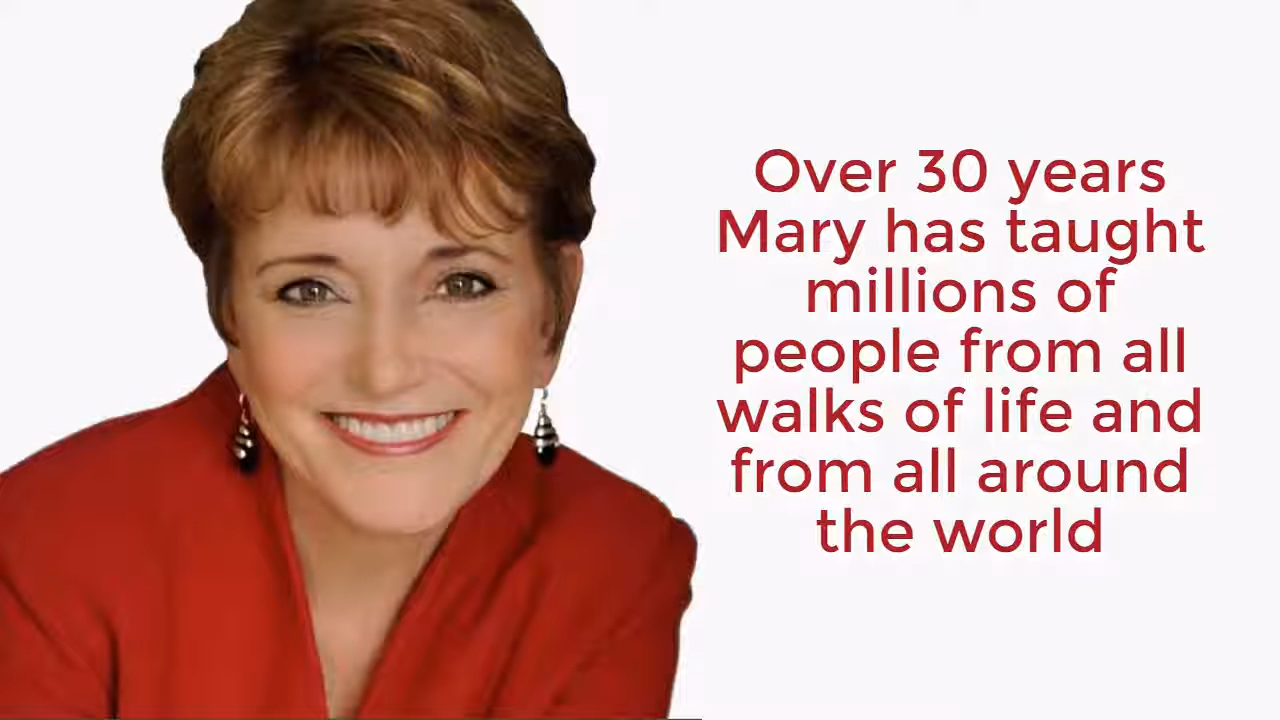 Over 30 years
Mary has taught
millions of
people from all
walks of life and
from all around
the world